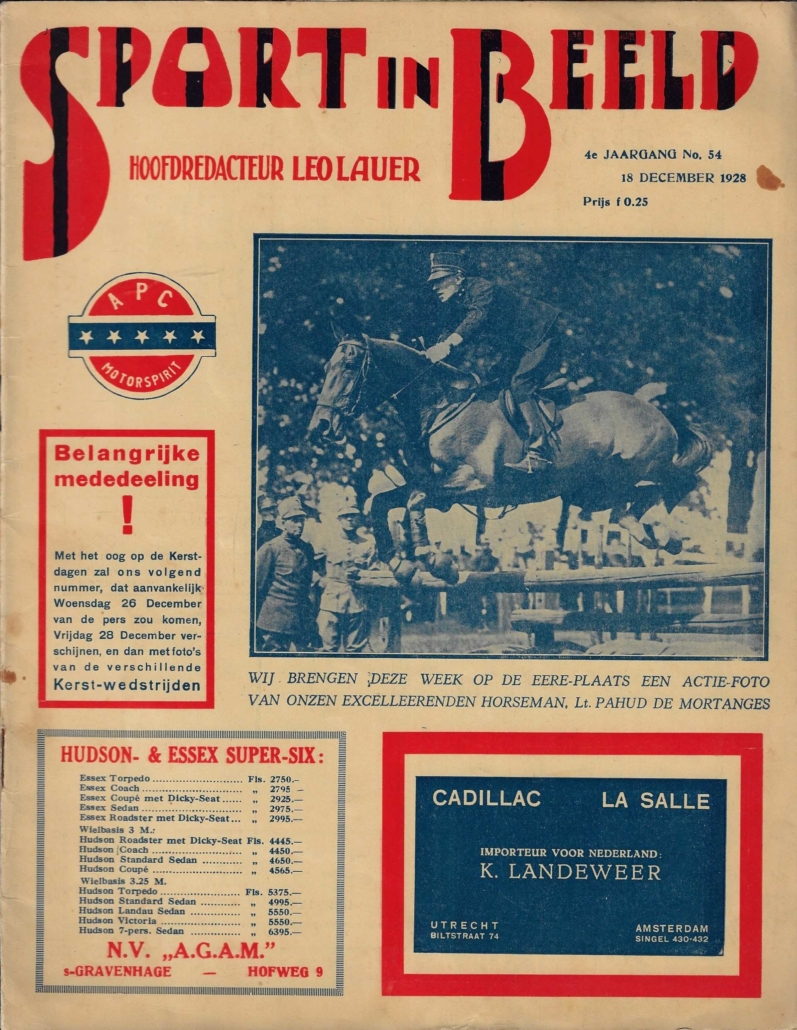 SPORT IN BEELD
HOOFDREDACTEUR LEO LAUER
4e JAARGANG No. 54
18 DECEMBER 1928
Prijs f 0.25
APC
MOTORSPIRIT
Belangrijke
mededeeling
!
Met het oog op de Kerst-
dagen zal ons volgend
nummer, dat aanvankelijk
Woensdag 26 December
van de pers zou komen,
Vrijdag 28 December ver-
schijnen, en dan met foto's
van de verschillende
Kerst-wedstrijden
WIJ BRENGEN DEZE WEEK OP DE EERE-PLAATS EEN ACTIE-FOTO
VAN ONZEN EXCELLEERENDEN HORSEMAN, Lt. PAHUD DE MORTANGES
HUDSON- & ESSEX SUPER-SIX:
Essex Torpedo ........................ Fls. 2750.—
Essex Coach ........................... „ 2795 –
Essex Coupé met Dicky-Seat ...... „ 2925.—
Essex Sedan ........................... „ 2975.—
Essex Roadster met Dicky-Seat ... „ 2995.—
Wielbasis 3 M.:
Hudson Roadster met Dicky-Seat Fls. 4445.—
Hudson Coach ........................ „ 4450.—
Hudson Standard Sedan ............ „ 4650.—
Hudson Coupé ........................ „ 4565.—
Wielbasis 3.25 M.
Hudson Torpedo ...................... Fls. 5375.—
Hudson Standard Sedan ............ „ 4995.—
Hudson Landau Sedan .............. „ 5550.—
Hudson Victoria ....................... „ 5550.—
Hudson 7-pers. Sedan .............. „ 6395.—
N.V. „A.G.A.M.”
s-GRAVENHAGE — HOFWEG 9
CADILLAC LA SALLE
IMPORTEUR VOOR NEDERLAND:
K. LANDEWEER
UTRECHT AMSTERDAM
BILTSTRAAT 74 SINGEL 430-432